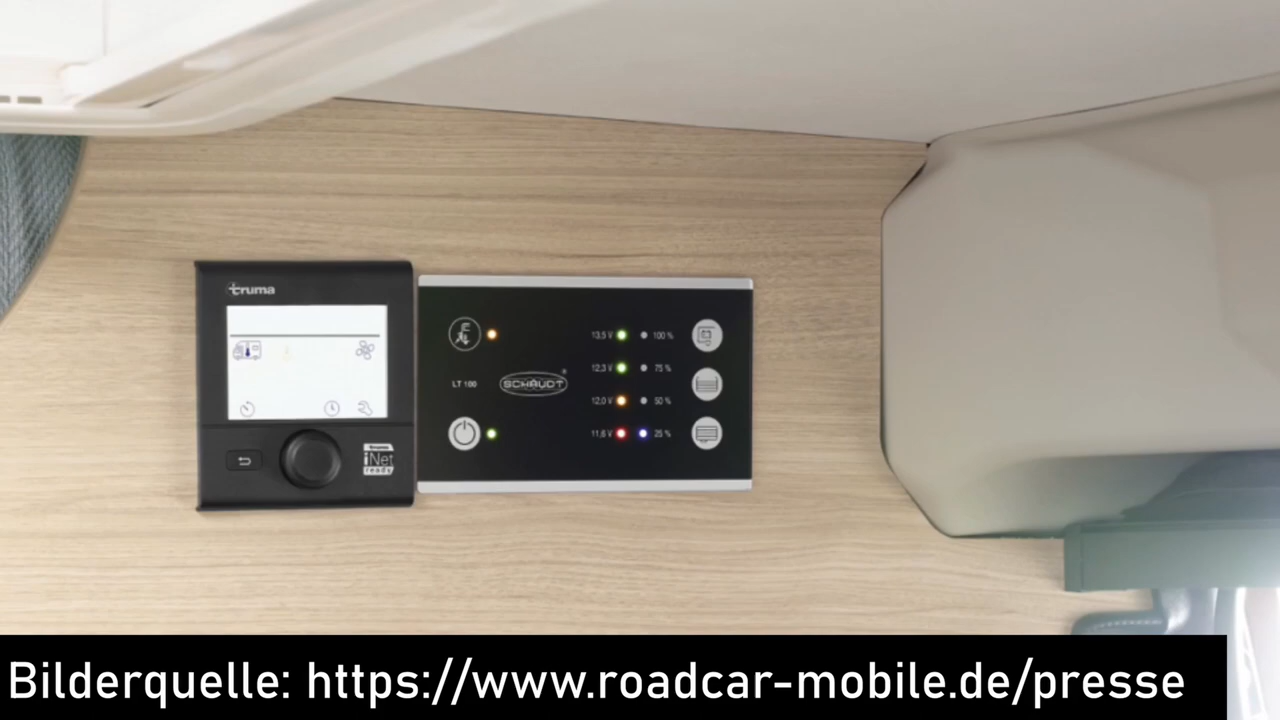 truma
iNet
ready
LT 100
SCHAUDT
13,5 V 100 %
12,3 V 75 %
12,0 V 50 %
11,6 V 25 %
Bilderquelle: https://www.roadcar-mobile.de/presse